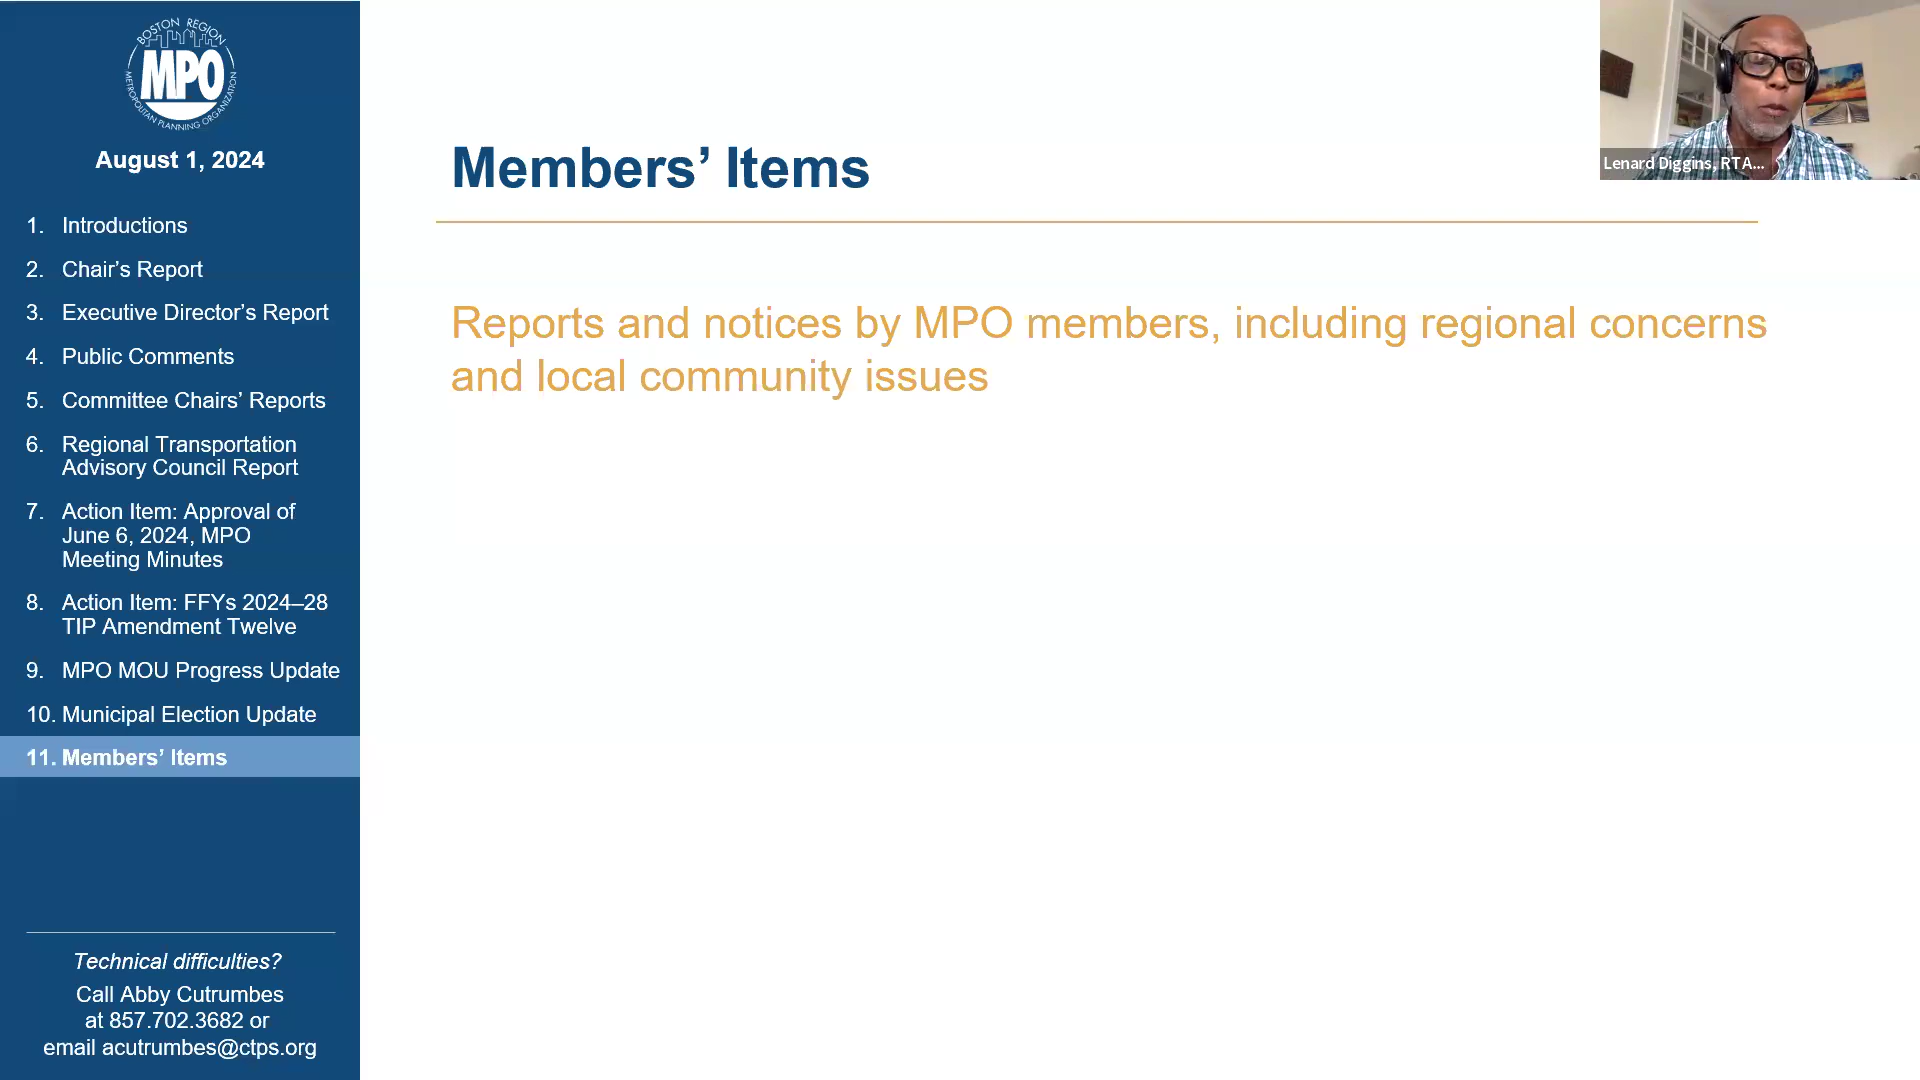 BOSTON REGION
MPO
METROPOLITAN PLANNING ORGANIZATION
August 1, 2024
1. Introductions
2. Chair’s Report
3. Executive Director’s Report
4. Public Comments
5. Committee Chairs’ Reports
6. Regional Transportation
Advisory Council Report
7. Action Item: Approval of
June 6, 2024, MPO
Meeting Minutes
8. Action Item: FFYs 2024–28
TIP Amendment Twelve
9. MPO MOU Progress Update
10. Municipal Election Update
11. Members’ Items
Technical difficulties?
Call Abby Cutrumbes
at 857.702.3682 or
email acutrumbes@ctps.org
Members’ Items
Reports and notices by MPO members, including regional concerns
and local community issues
Lenard Diggins, RTA...